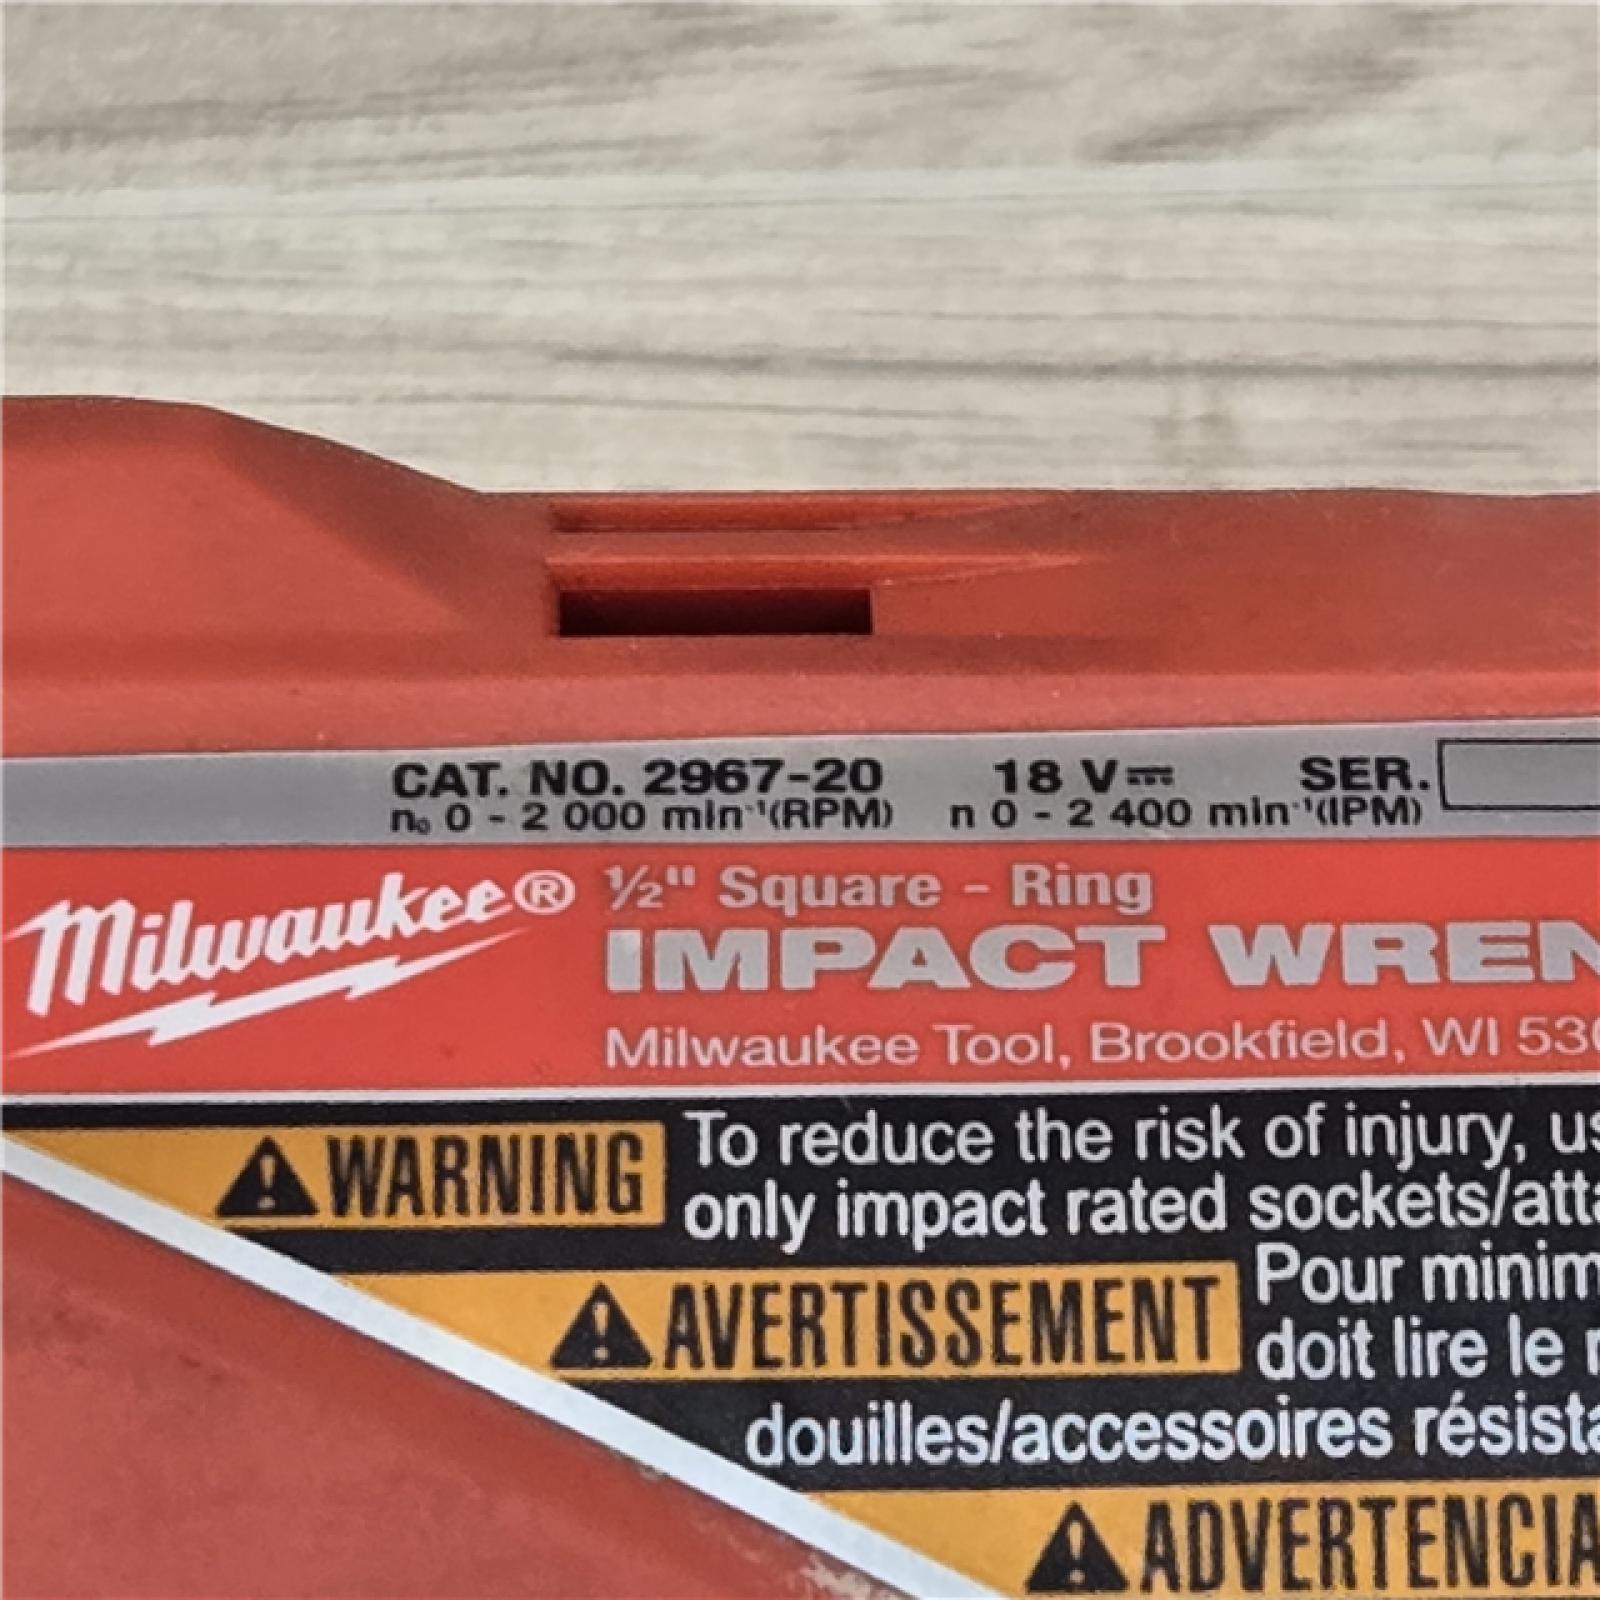 CAT. NO. 2967-20 18 V⎓ SER.
n₀ 0 - 2 000 min⁻¹(RPM) n 0 - 2 400 min⁻¹(IPM)
Milwaukee®
½" Square - Ring
IMPACT WREN
Milwaukee Tool, Brookfield, WI 530
WARNING To reduce the risk of injury, us
only impact rated sockets/atta
AVERTISSEMENT Pour minim
doit lire le
douilles/accessoires résista
ADVERTENCIA